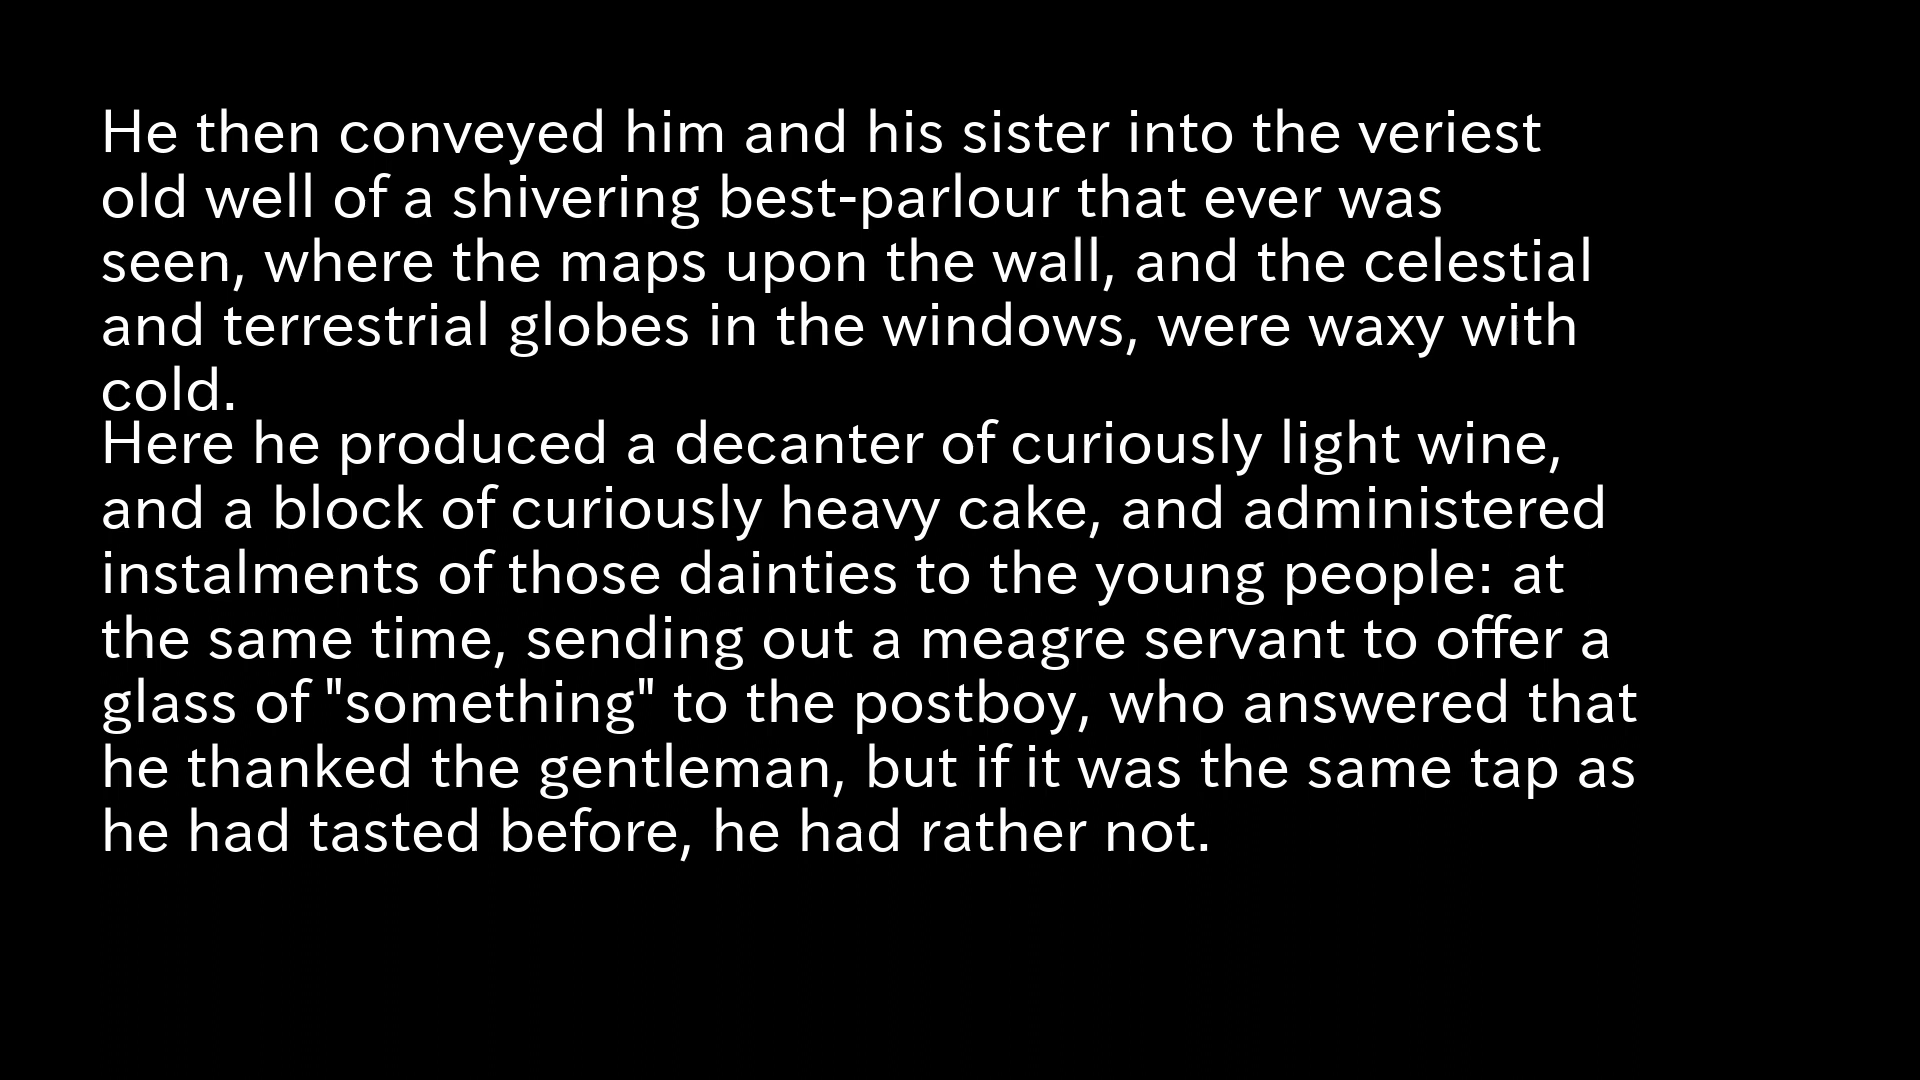 He then conveyed him and his sister into the veriest
old well of a shivering best-parlour that ever was
seen, where the maps upon the wall, and the celestial
and terrestrial globes in the windows, were waxy with
cold.
Here he produced a decanter of curiously light wine,
and a block of curiously heavy cake, and administered
instalments of those dainties to the young people: at
the same time, sending out a meagre servant to offer a
glass of "something" to the postboy, who answered that
he thanked the gentleman, but if it was the same tap as
he had tasted before, he had rather not.